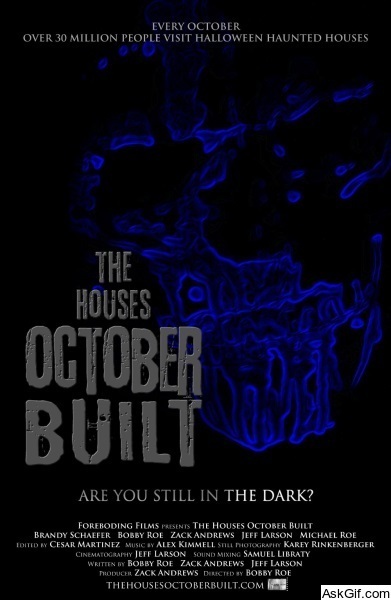 EVERY OCTOBER
OVER 30 MILLION PEOPLE VISIT HALLOWEEN HAUNTED HOUSES
THE
HOUSES
OCTOBER
BUILT
ARE YOU STILL IN THE DARK?
FOREBODING FILMS PRESENTS THE HOUSES OCTOBER BUILT
BRANDY SCHAEFER BOBBY ROE ZACK ANDREWS JEFF LARSON MICHAEL ROE
EDITED BY CESAR MARTINEZ MUSIC BY ALEX KIMMELL STILL PHOTOGRAPHY KAREY RINKENBERGER
CINEMATOGRAPHY JEFF LARSON SOUND MIXING SAMUEL LIBRATY
WRITTEN BY BOBBY ROE ZACK ANDREWS JEFF LARSON
PRODUCER ZACK ANDREWS DIRECTED BY BOBBY ROE
THEHOUSESOCTOBERBUILT.COM
AskGif.com